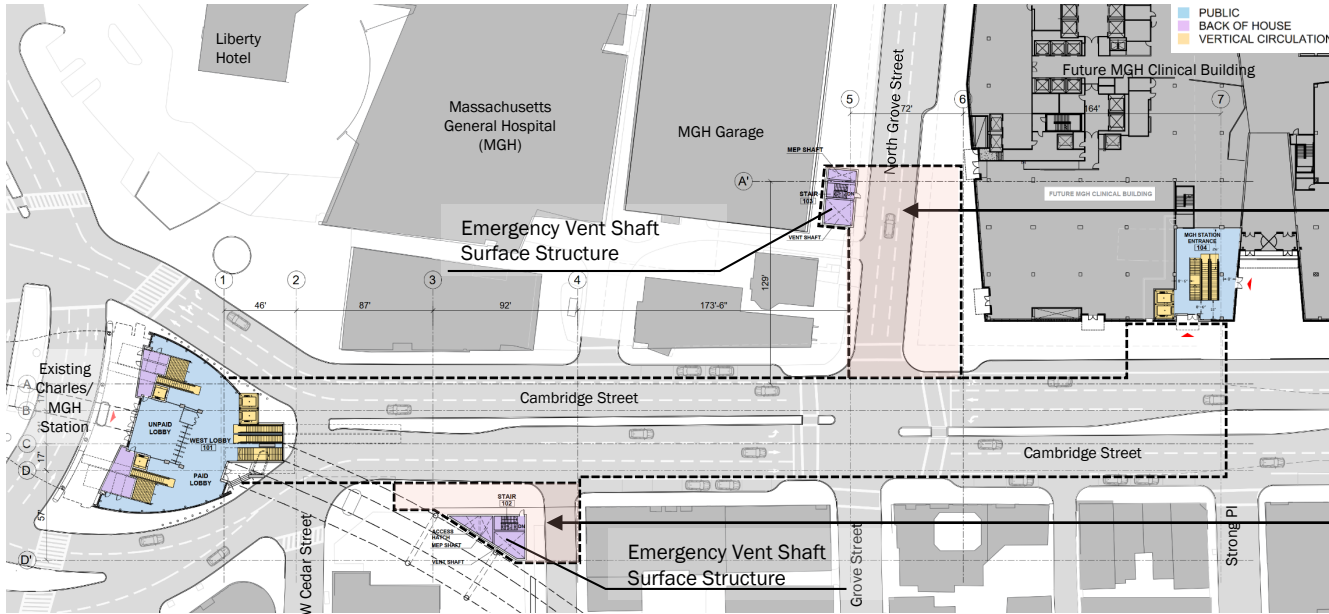 PUBLIC
BACK OF HOUSE
VERTICAL CIRCULATION
Liberty
Hotel
Massachusetts
General Hospital
(MGH)
MGH Garage
North Grove Street
Future MGH Clinical Building
5
6
7
72'
164'
MEP SHAFT
A'
STAIR
103
VENT SHAFT
FUTURE MGH CLINICAL BUILDING
MGH STATION
ENTRANCE
104
Emergency Vent Shaft
Surface Structure
129'
1
2
3
4
46'
87'
92'
173'-6"
Existing
Charles/
MGH
Station
A
B
C
D
D'
17'
57'
UNPAID
LOBBY
WEST LOBBY
101
PAID
LOBBY
Cambridge Street
Cambridge Street
STAIR
102
ACCESS
HATCH
MEP SHAFT
VENT SHAFT
Emergency Vent Shaft
Surface Structure
W Cedar Street
Grove Street
Strong Pl